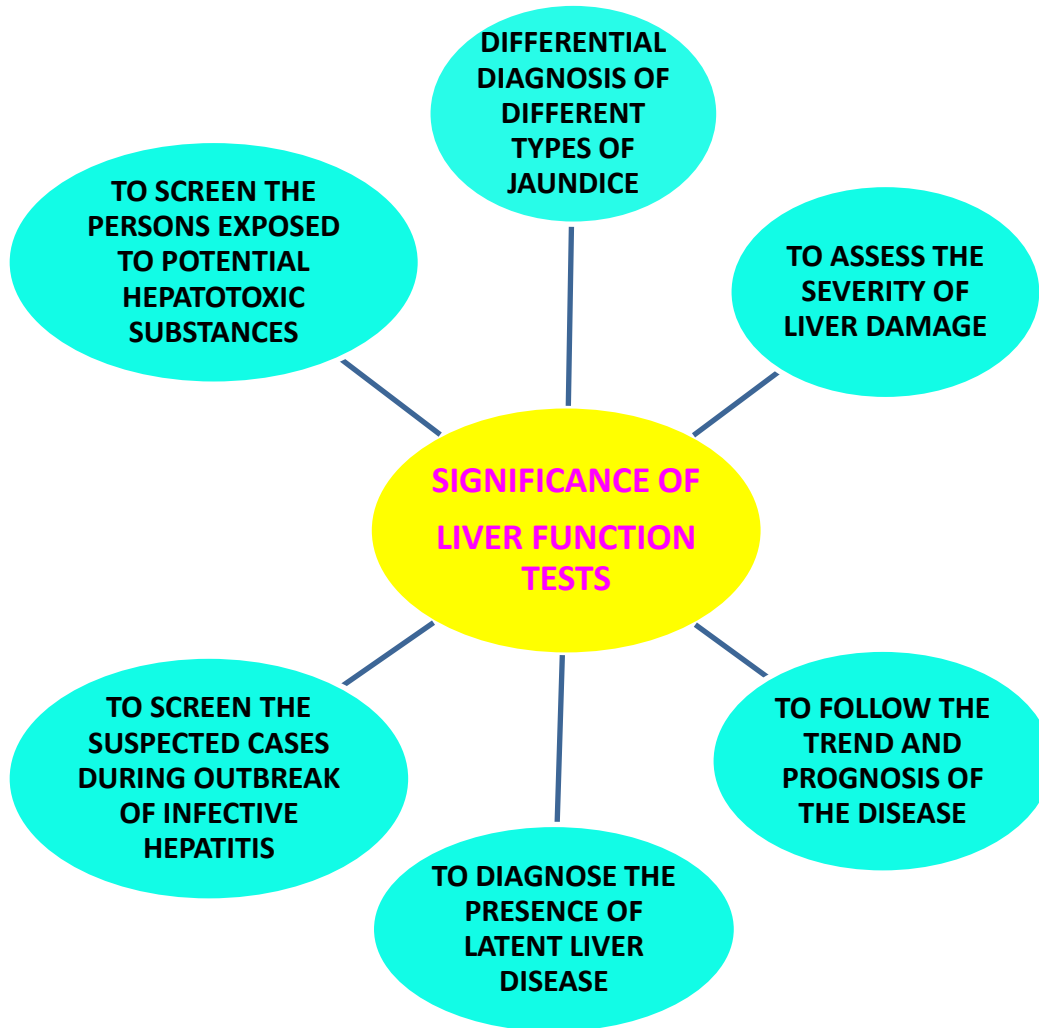 DIFFERENTIAL
DIAGNOSIS OF
DIFFERENT
TYPES OF
JAUNDICE
TO SCREEN THE
PERSONS EXPOSED
TO POTENTIAL
HEPATOTOXIC
SUBSTANCES
TO ASSESS THE
SEVERITY OF
LIVER DAMAGE
SIGNIFICANCE OF
LIVER FUNCTION
TESTS
TO SCREEN THE
SUSPECTED CASES
DURING OUTBREAK
OF INFECTIVE
HEPATITIS
TO FOLLOW THE
TREND AND
PROGNOSIS OF
THE DISEASE
TO DIAGNOSE THE
PRESENCE OF
LATENT LIVER
DISEASE